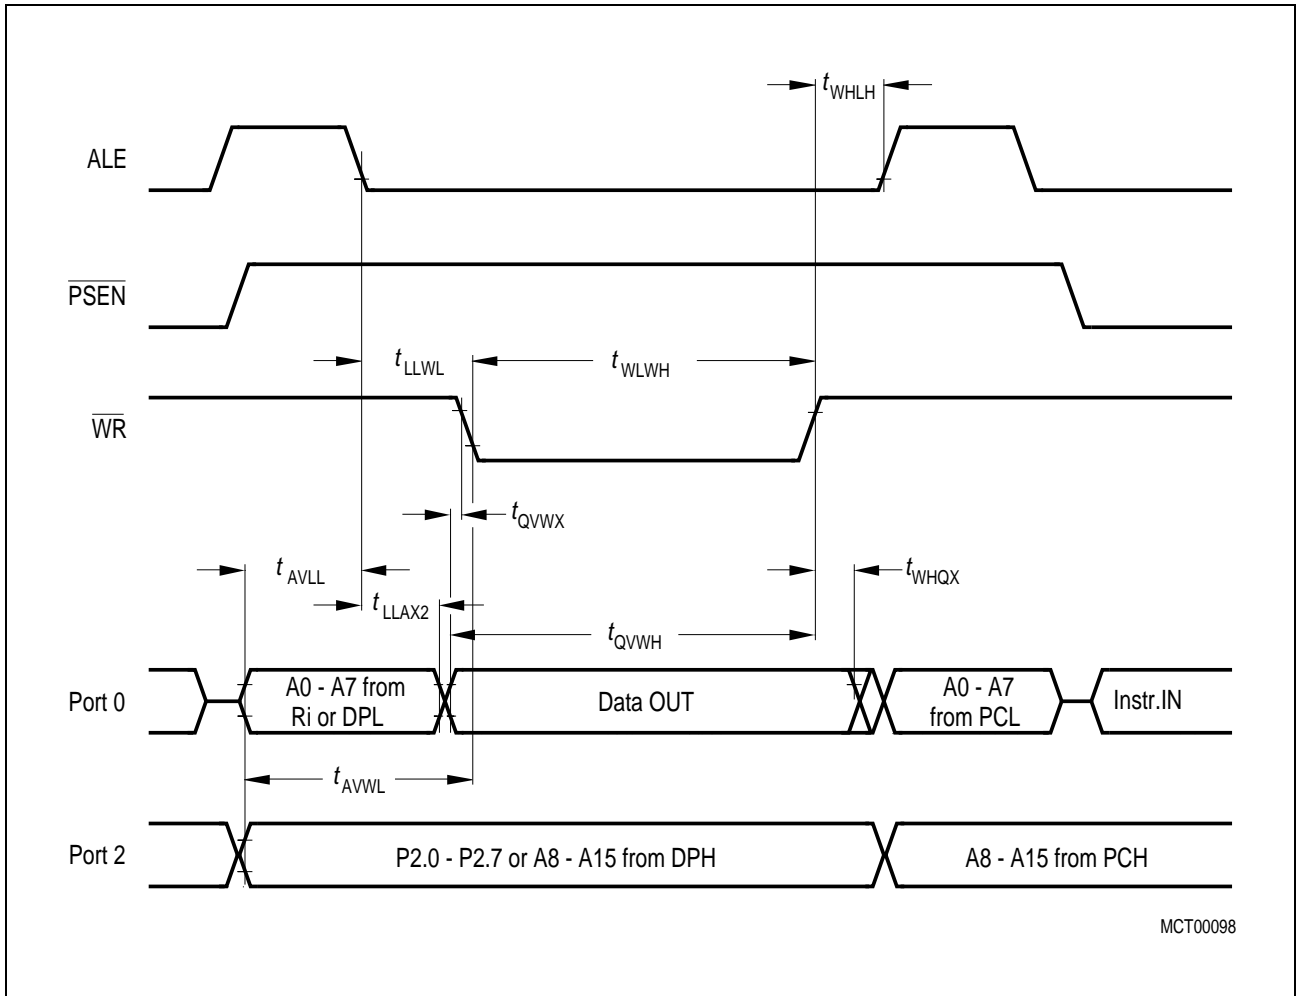 tWHLH
ALE
PSEN
tLLWL
tWLWH
WR
tQVWX
tAVLL
tWHQX
tLLAX2
tQVWH
Port 0
A0 - A7 from
Ri or DPL
Data OUT
A0 - A7
from PCL
Instr.IN
tAVWL
Port 2
P2.0 - P2.7 or A8 - A15 from DPH
A8 - A15 from PCH
MCT00098